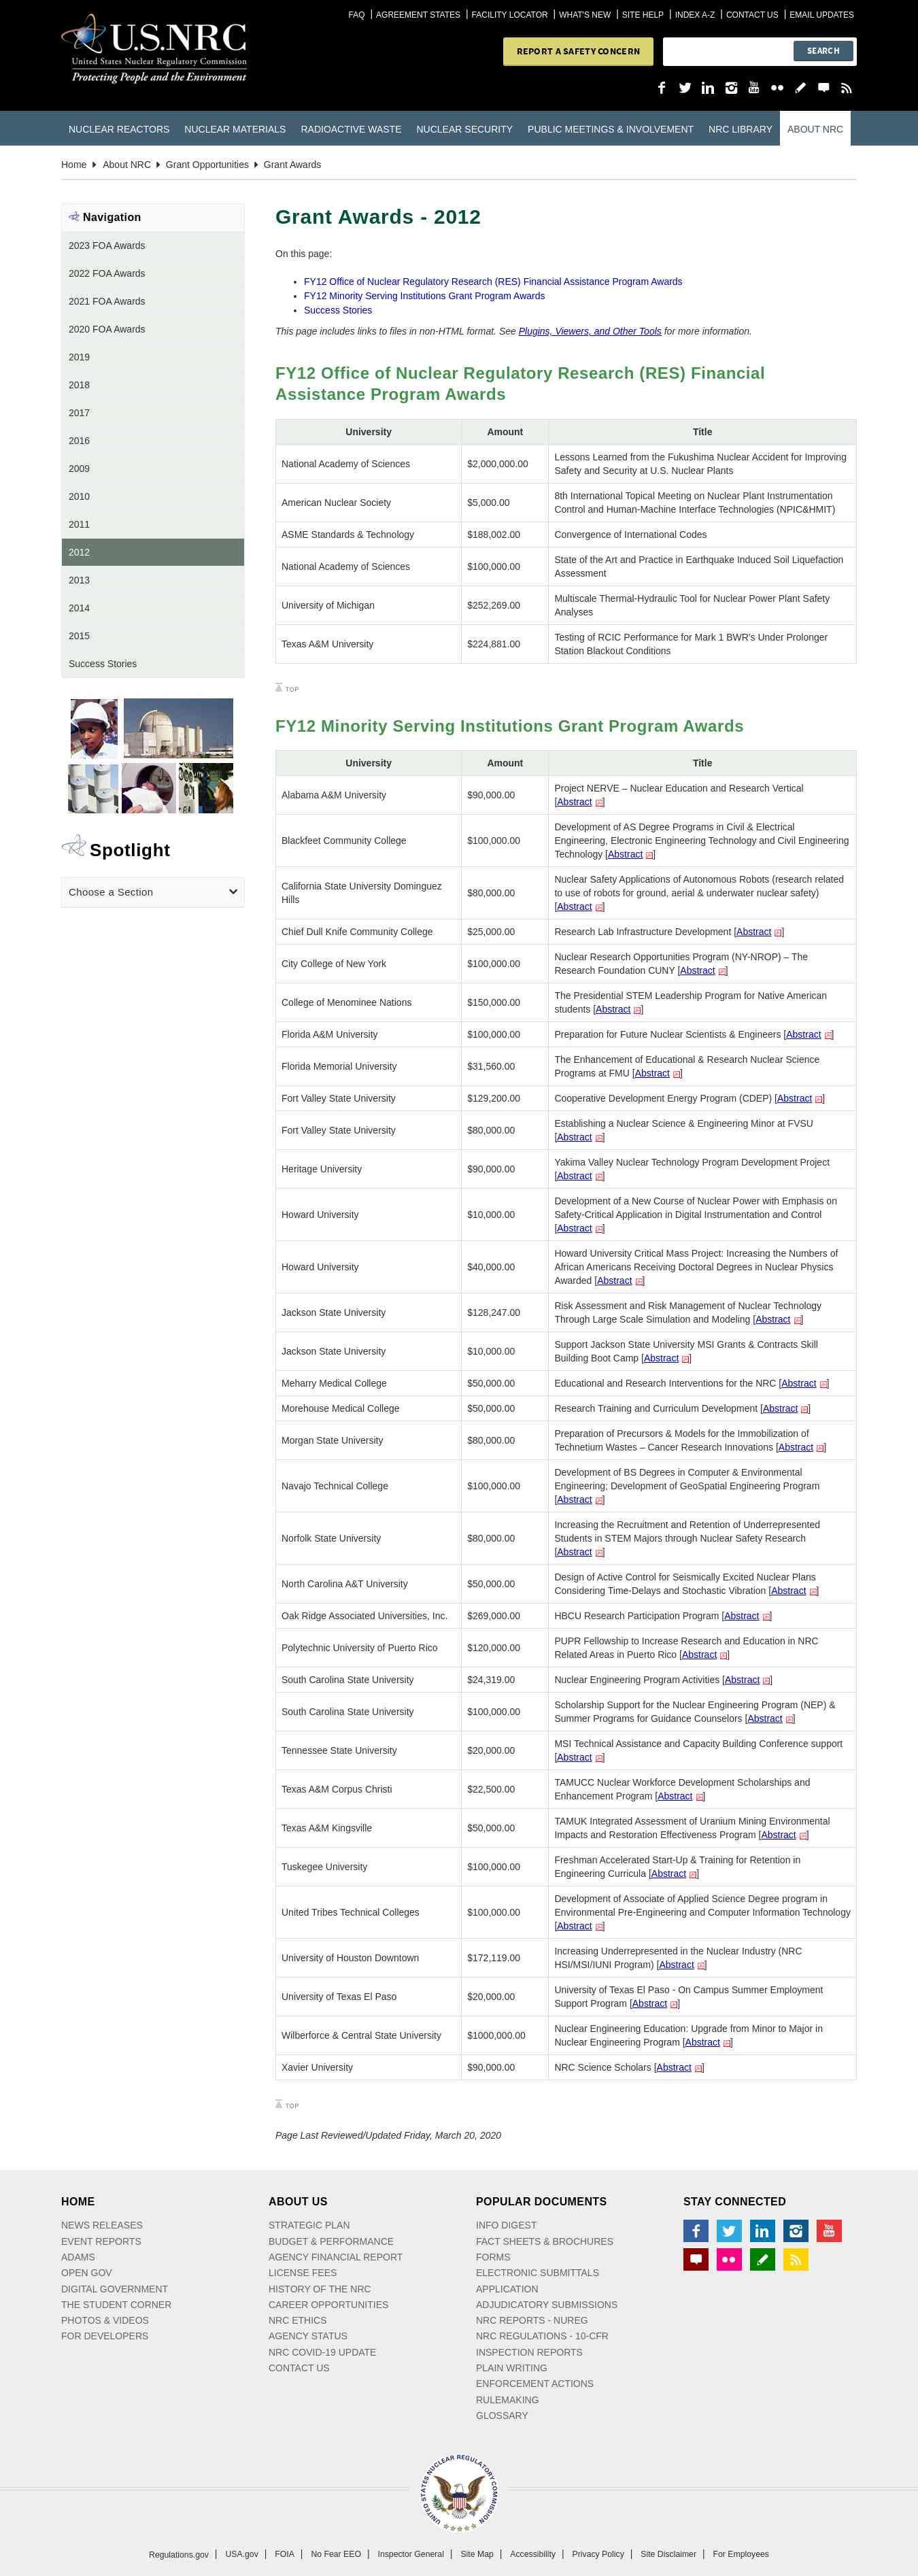 FAQ | AGREEMENT STATES | FACILITY LOCATOR | WHAT'S NEW | SITE HELP | INDEX A-Z | CONTACT US | EMAIL UPDATES
U.S.NRC
United States Nuclear Regulatory Commission
Protecting People and the Environment
REPORT A SAFETY CONCERN
SEARCH
NUCLEAR REACTORS NUCLEAR MATERIALS RADIOACTIVE WASTE NUCLEAR SECURITY PUBLIC MEETINGS & INVOLVEMENT NRC LIBRARY ABOUT NRC
Home About NRC Grant Opportunities Grant Awards
Navigation
2023 FOA Awards
2022 FOA Awards
2021 FOA Awards
2020 FOA Awards
2019
2018
2017
2016
2009
2010
2011
2012
2013
2014
2015
Success Stories
Spotlight
Choose a Section
Grant Awards - 2012
On this page:
FY12 Office of Nuclear Regulatory Research (RES) Financial Assistance Program Awards
FY12 Minority Serving Institutions Grant Program Awards
Success Stories
This page includes links to files in non-HTML format. See Plugins, Viewers, and Other Tools for more information.
FY12 Office of Nuclear Regulatory Research (RES) Financial
Assistance Program Awards
University Amount Title
National Academy of Sciences $2,000,000.00 Lessons Learned from the Fukushima Nuclear Accident for Improving
Safety and Security at U.S. Nuclear Plants
American Nuclear Society $5,000.00 8th International Topical Meeting on Nuclear Plant Instrumentation
Control and Human-Machine Interface Technologies (NPIC&HMIT)
ASME Standards & Technology $188,002.00 Convergence of International Codes
National Academy of Sciences $100,000.00 State of the Art and Practice in Earthquake Induced Soil Liquefaction
Assessment
University of Michigan $252,269.00 Multiscale Thermal-Hydraulic Tool for Nuclear Power Plant Safety
Analyses
Texas A&M University $224,881.00 Testing of RCIC Performance for Mark 1 BWR's Under Prolonger
Station Blackout Conditions
TOP
FY12 Minority Serving Institutions Grant Program Awards
University Amount Title
Alabama A&M University $90,000.00 Project NERVE – Nuclear Education and Research Vertical
[Abstract ]
Blackfeet Community College $100,000.00 Development of AS Degree Programs in Civil & Electrical
Engineering, Electronic Engineering Technology and Civil Engineering
Technology [Abstract ]
California State University Dominguez
Hills $80,000.00 Nuclear Safety Applications of Autonomous Robots (research related
to use of robots for ground, aerial & underwater nuclear safety)
[Abstract ]
Chief Dull Knife Community College $25,000.00 Research Lab Infrastructure Development [Abstract ]
City College of New York $100,000.00 Nuclear Research Opportunities Program (NY-NROP) – The
Research Foundation CUNY [Abstract ]
College of Menominee Nations $150,000.00 The Presidential STEM Leadership Program for Native American
students [Abstract ]
Florida A&M University $100,000.00 Preparation for Future Nuclear Scientists & Engineers [Abstract ]
Florida Memorial University $31,560.00 The Enhancement of Educational & Research Nuclear Science
Programs at FMU [Abstract ]
Fort Valley State University $129,200.00 Cooperative Development Energy Program (CDEP) [Abstract ]
Fort Valley State University $80,000.00 Establishing a Nuclear Science & Engineering Minor at FVSU
[Abstract ]
Heritage University $90,000.00 Yakima Valley Nuclear Technology Program Development Project
[Abstract ]
Howard University $10,000.00 Development of a New Course of Nuclear Power with Emphasis on
Safety-Critical Application in Digital Instrumentation and Control
[Abstract ]
Howard University $40,000.00 Howard University Critical Mass Project: Increasing the Numbers of
African Americans Receiving Doctoral Degrees in Nuclear Physics
Awarded [Abstract ]
Jackson State University $128,247.00 Risk Assessment and Risk Management of Nuclear Technology
Through Large Scale Simulation and Modeling [Abstract ]
Jackson State University $10,000.00 Support Jackson State University MSI Grants & Contracts Skill
Building Boot Camp [Abstract ]
Meharry Medical College $50,000.00 Educational and Research Interventions for the NRC [Abstract ]
Morehouse Medical College $50,000.00 Research Training and Curriculum Development [Abstract ]
Morgan State University $80,000.00 Preparation of Precursors & Models for the Immobilization of
Technetium Wastes – Cancer Research Innovations [Abstract ]
Navajo Technical College $100,000.00 Development of BS Degrees in Computer & Environmental
Engineering; Development of GeoSpatial Engineering Program
[Abstract ]
Norfolk State University $80,000.00 Increasing the Recruitment and Retention of Underrepresented
Students in STEM Majors through Nuclear Safety Research
[Abstract ]
North Carolina A&T University $50,000.00 Design of Active Control for Seismically Excited Nuclear Plans
Considering Time-Delays and Stochastic Vibration [Abstract ]
Oak Ridge Associated Universities, Inc. $269,000.00 HBCU Research Participation Program [Abstract ]
Polytechnic University of Puerto Rico $120,000.00 PUPR Fellowship to Increase Research and Education in NRC
Related Areas in Puerto Rico [Abstract ]
South Carolina State University $24,319.00 Nuclear Engineering Program Activities [Abstract ]
South Carolina State University $100,000.00 Scholarship Support for the Nuclear Engineering Program (NEP) &
Summer Programs for Guidance Counselors [Abstract ]
Tennessee State University $20,000.00 MSI Technical Assistance and Capacity Building Conference support
[Abstract ]
Texas A&M Corpus Christi $22,500.00 TAMUCC Nuclear Workforce Development Scholarships and
Enhancement Program [Abstract ]
Texas A&M Kingsville $50,000.00 TAMUK Integrated Assessment of Uranium Mining Environmental
Impacts and Restoration Effectiveness Program [Abstract ]
Tuskegee University $100,000.00 Freshman Accelerated Start-Up & Training for Retention in
Engineering Curricula [Abstract ]
United Tribes Technical Colleges $100,000.00 Development of Associate of Applied Science Degree program in
Environmental Pre-Engineering and Computer Information Technology
[Abstract ]
University of Houston Downtown $172,119.00 Increasing Underrepresented in the Nuclear Industry (NRC
HSI/MSI/IUNI Program) [Abstract ]
University of Texas El Paso $20,000.00 University of Texas El Paso - On Campus Summer Employment
Support Program [Abstract ]
Wilberforce & Central State University $1000,000.00 Nuclear Engineering Education: Upgrade from Minor to Major in
Nuclear Engineering Program [Abstract ]
Xavier University $90,000.00 NRC Science Scholars [Abstract ]
TOP
Page Last Reviewed/Updated Friday, March 20, 2020
HOME
NEWS RELEASES
EVENT REPORTS
ADAMS
OPEN GOV
DIGITAL GOVERNMENT
THE STUDENT CORNER
PHOTOS & VIDEOS
FOR DEVELOPERS
ABOUT US
STRATEGIC PLAN
BUDGET & PERFORMANCE
AGENCY FINANCIAL REPORT
LICENSE FEES
HISTORY OF THE NRC
CAREER OPPORTUNITIES
NRC ETHICS
AGENCY STATUS
NRC COVID-19 UPDATE
CONTACT US
POPULAR DOCUMENTS
INFO DIGEST
FACT SHEETS & BROCHURES
FORMS
ELECTRONIC SUBMITTALS
APPLICATION
ADJUDICATORY SUBMISSIONS
NRC REPORTS - NUREG
NRC REGULATIONS - 10-CFR
INSPECTION REPORTS
PLAIN WRITING
ENFORCEMENT ACTIONS
RULEMAKING
GLOSSARY
STAY CONNECTED
UNITED STATES NUCLEAR REGULATORY COMMISSION
Regulations.gov | USA.gov | FOIA | No Fear EEO | Inspector General | Site Map | Accessibility | Privacy Policy | Site Disclaimer | For Employees